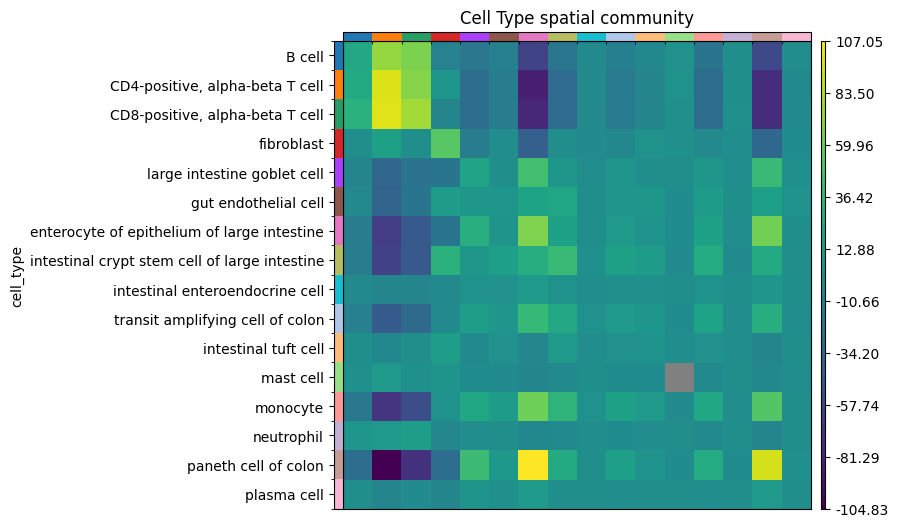 Cell Type spatial community
B cell
CD4-positive, alpha-beta T cell
CD8-positive, alpha-beta T cell
fibroblast
large intestine goblet cell
gut endothelial cell
enterocyte of epithelium of large intestine
intestinal crypt stem cell of large intestine
intestinal enteroendocrine cell
transit amplifying cell of colon
intestinal tuft cell
mast cell
monocyte
neutrophil
paneth cell of colon
plasma cell
cell_type
107.05
83.50
59.96
36.42
12.88
-10.66
-34.20
-57.74
-81.29
-104.83